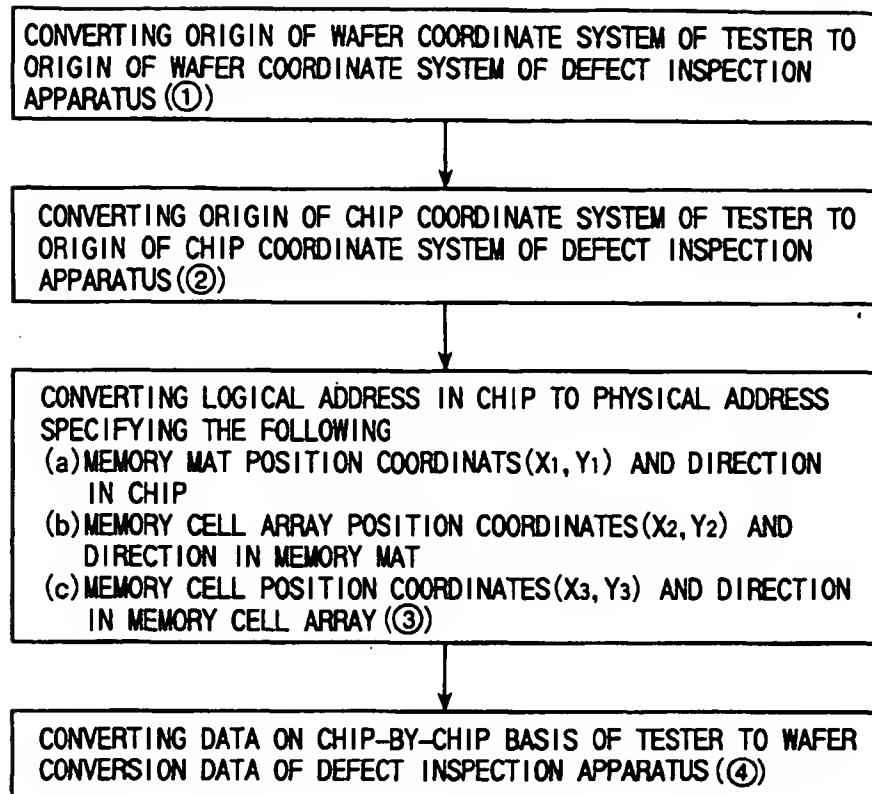 CONVERTING ORIGIN OF WAFER COORDINATE SYSTEM OF TESTER TO
ORIGIN OF WAFER COORDINATE SYSTEM OF DEFECT INSPECTION
APPARATUS(①)
CONVERTING ORIGIN OF CHIP COORDINATE SYSTEM OF TESTER TO
ORIGIN OF CHIP COORDINATE SYSTEM OF DEFECT INSPECTION
APPARATUS(②)
CONVERTING LOGICAL ADDRESS IN CHIP TO PHYSICAL ADDRESS
SPECIFYING THE FOLLOWING
(a)MEMORY MAT POSITION COORDINATS(X1,Y1) AND DIRECTION
IN CHIP
(b)MEMORY CELL ARRAY POSITION COORDINATES(X2,Y2) AND
DIRECTION IN MEMORY MAT
(c)MEMORY CELL POSITION COORDINATES(X3,Y3) AND DIRECTION
IN MEMORY CELL ARRAY(③)
CONVERTING DATA ON CHIP-BY-CHIP BASIS OF TESTER TO WAFER
CONVERSION DATA OF DEFECT INSPECTION APPARATUS(④)